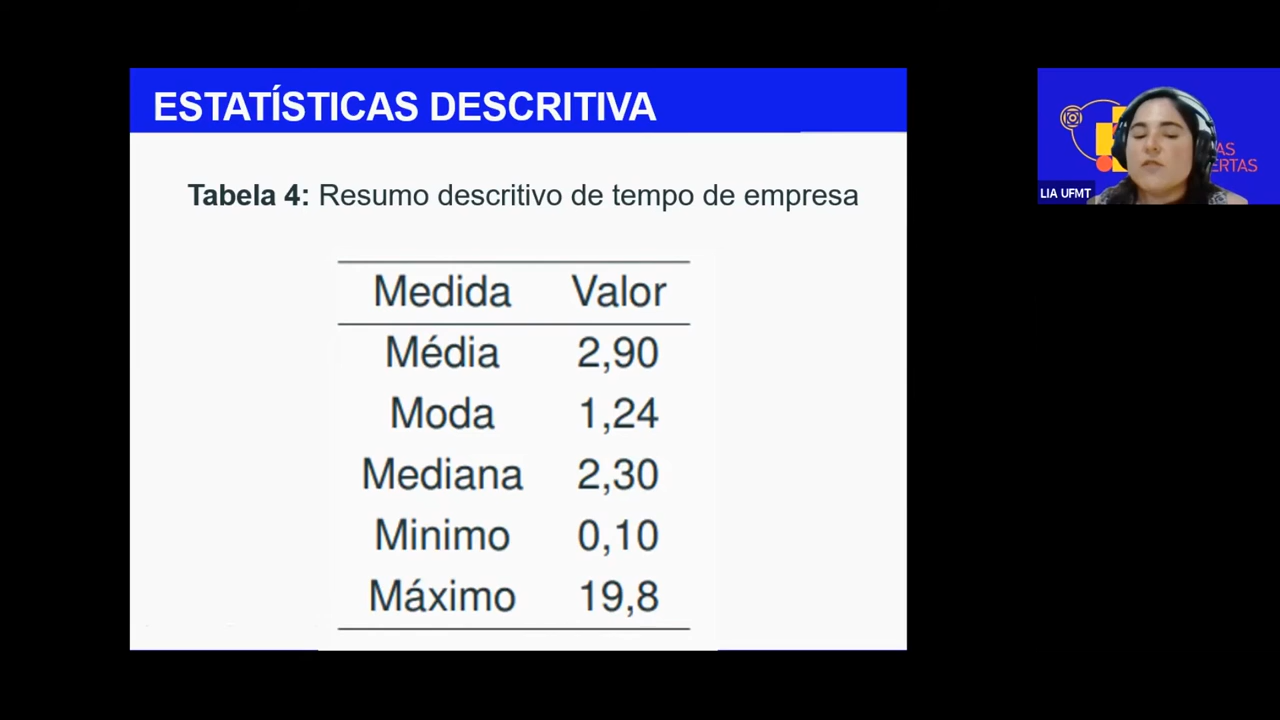 ESTATÍSTICAS DESCRITIVA
Tabela 4: Resumo descritivo de tempo de empresa
Medida Valor
Média 2,90
Moda 1,24
Mediana 2,30
Minimo 0,10
Máximo 19,8
LIA UFMT